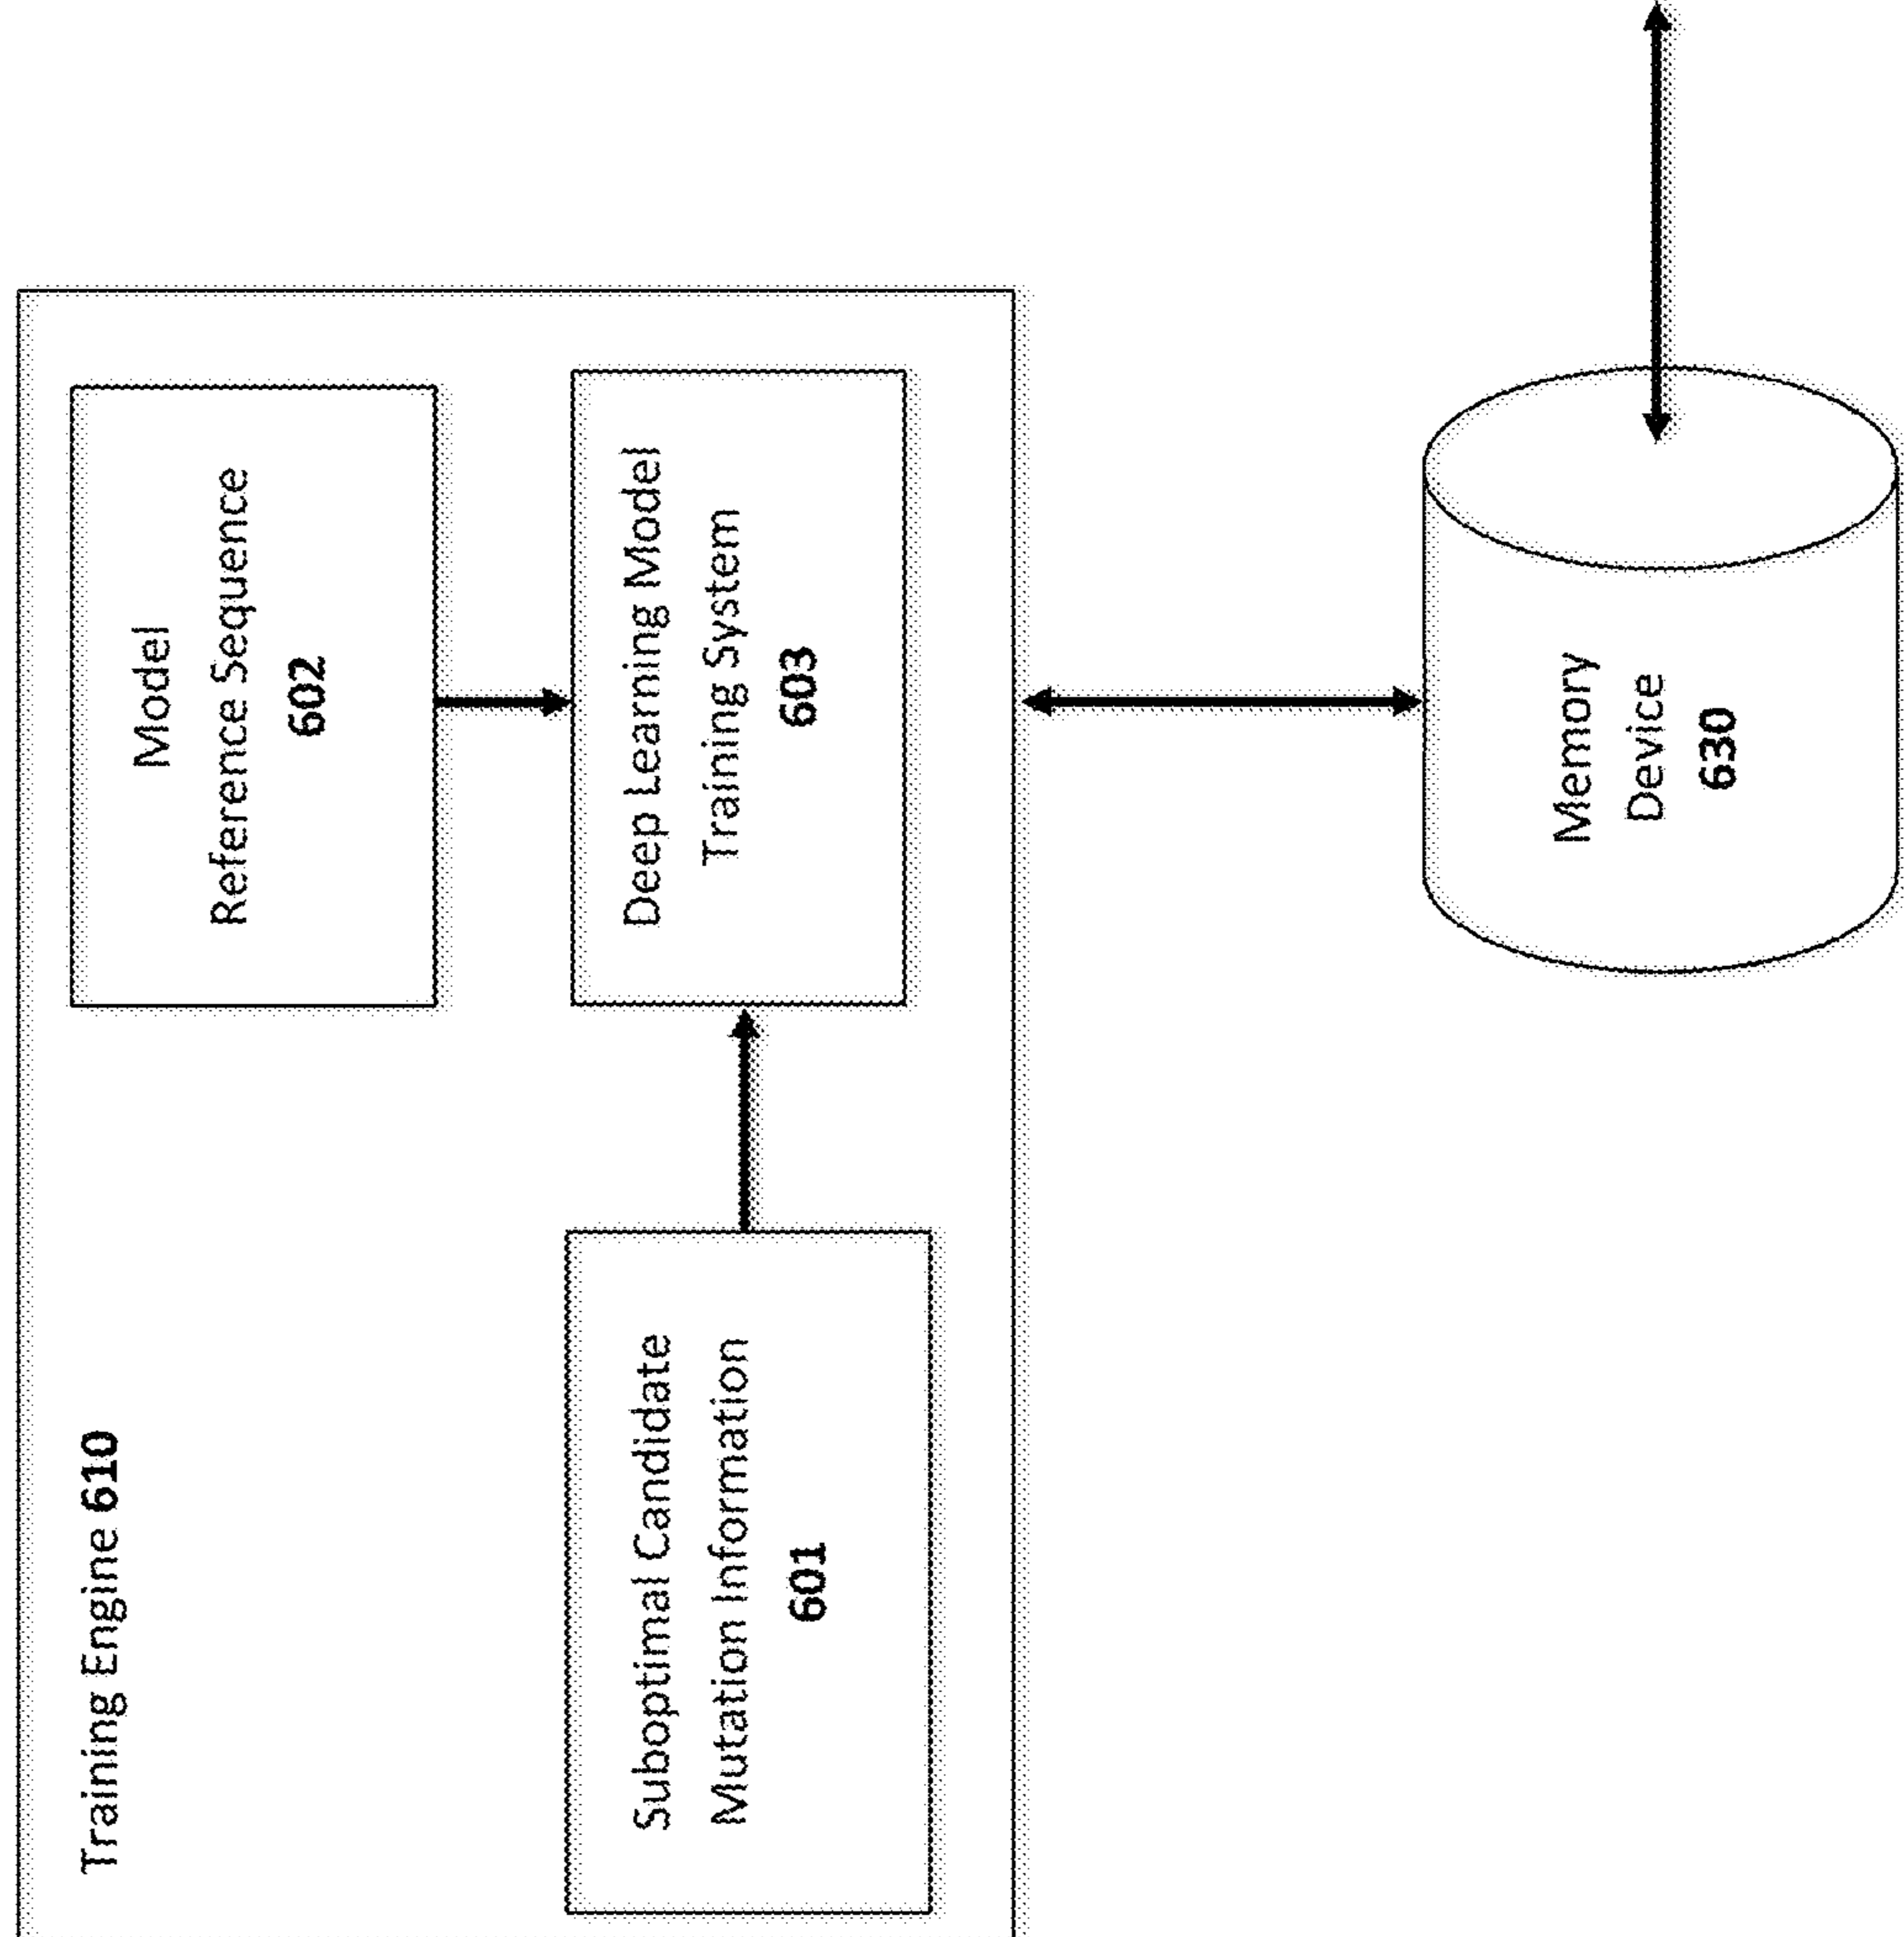 Training Engine 610
Model
Reference Sequence
602
Suboptimal Candidate
Mutation Information
601
Deep Learning Model
Training System
603
Memory
Device
630